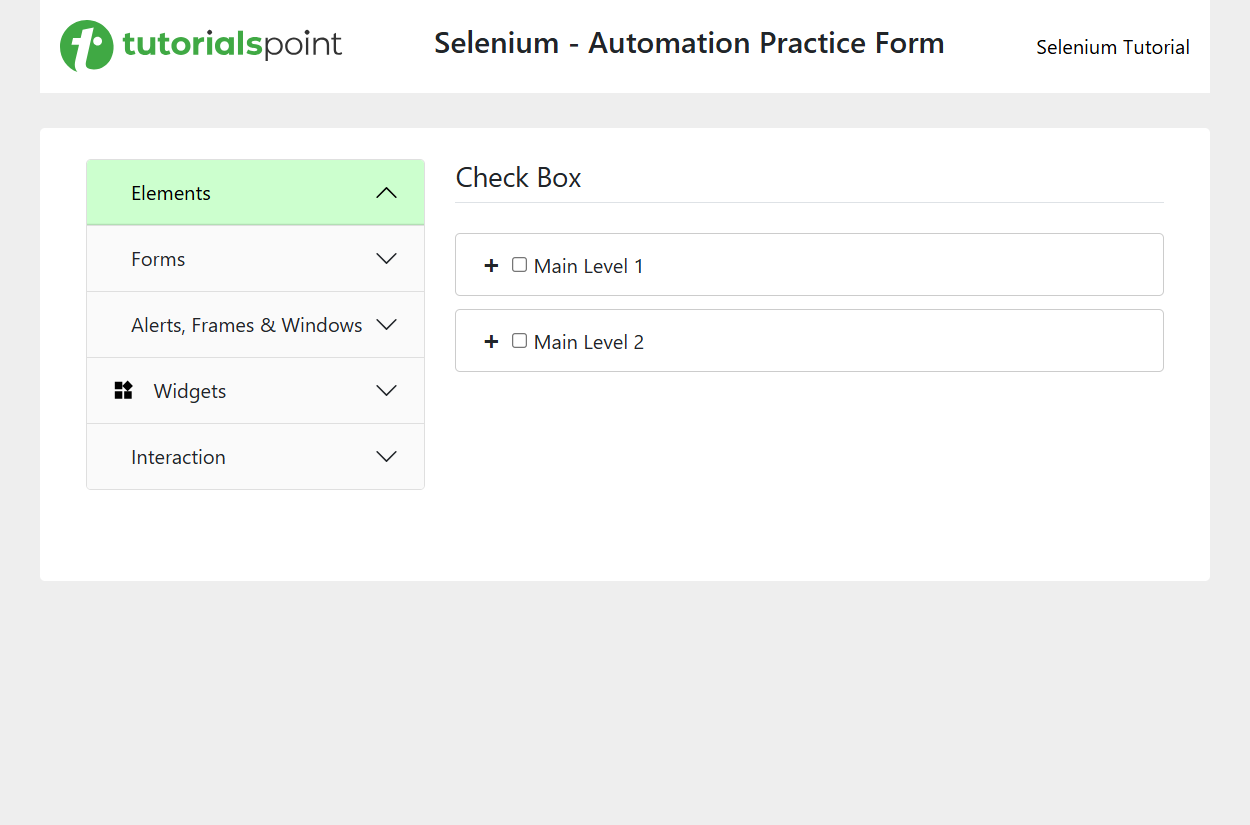 tutorialspoint
Selenium - Automation Practice Form
Selenium Tutorial
Elements
Forms
Alerts, Frames & Windows
Widgets
Interaction
Check Box
+ Main Level 1
+ Main Level 2